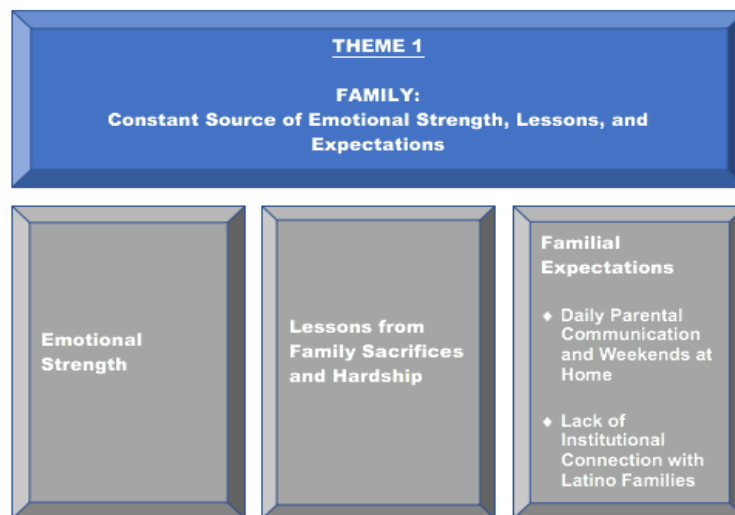 THEME 1
FAMILY:
Constant Source of Emotional Strength, Lessons, and
Expectations
Emotional
Strength
Lessons from
Family Sacrifices
and Hardship
Familial
Expectations
◆ Daily Parental
Communication
and Weekends at
Home
◆ Lack of
Institutional
Connection with
Latino Families